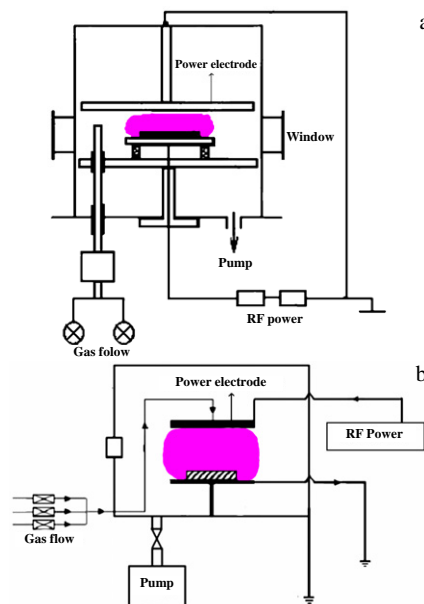 a
Power electrode
Window
Pump
RF power
Gas folow
b
Power electrode
RF Power
Gas flow
Pump